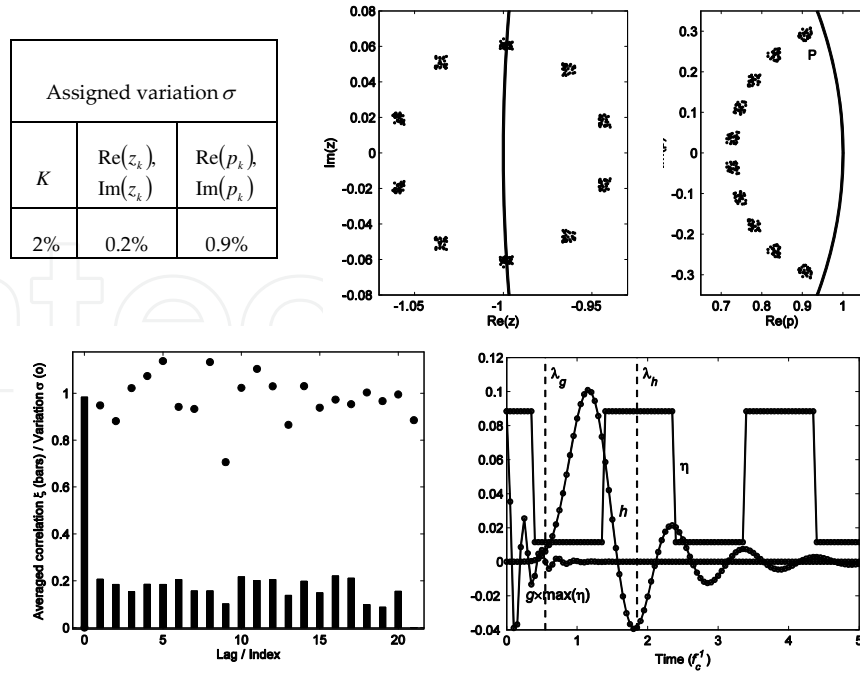 Assigned variation σ
K
Re(z_k), Im(z_k)
Re(p_k), Im(p_k)
2% 0.2% 0.9%
Im(z)
0.08
0.06
0.04
0.02
0
-0.02
-0.04
-0.06
-0.08
-1.05 -1 -0.95
Re(z)
0.3
0.2
0.1
0
-0.1
-0.2
-0.3
P
0.7 0.8 0.9 1
Re(p)
Averaged correlation ξ (bars) / Variation σ (o)
1
0.8
0.6
0.4
0.2
0
0 5 10 15 20
Lag / Index
0.12
0.1
0.08
0.06
0.04
0.02
0
-0.02
-0.04
λ_g
λ_h
η
h
g×max(η)
0 1 2 3 4 5
Time (f_c^-1)